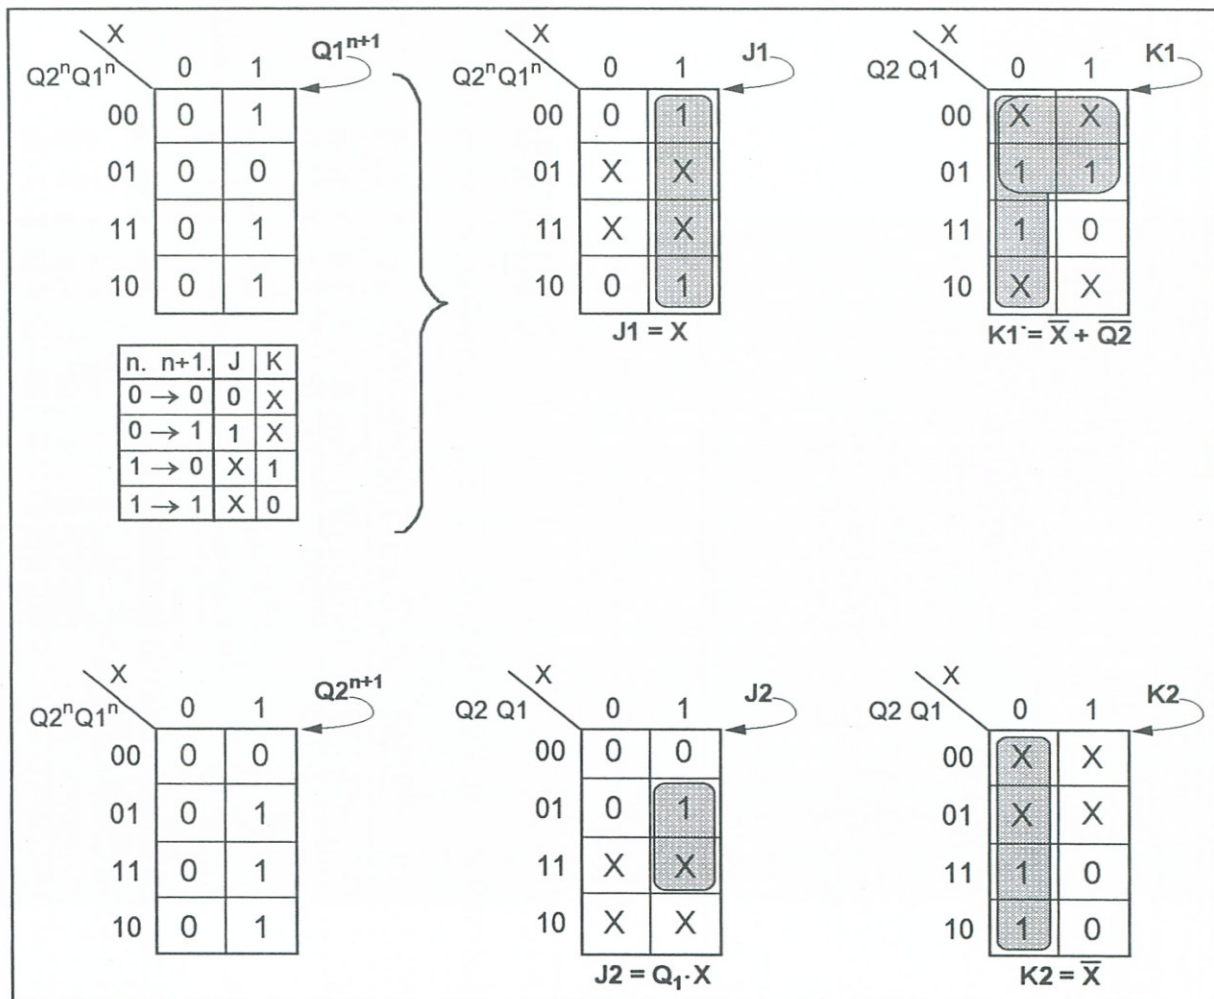 X
Q1ⁿ⁺¹
Q2ⁿQ1ⁿ 0 1
00 0 1
01 0 0
11 0 1
10 0 1
X
J1
Q2ⁿQ1ⁿ 0 1
00 0 1
01 X X
11 X X
10 0 1
J1 = X
X
K1
Q2 Q1 0 1
00 X X
01 1 1
11 1 0
10 X X
K1 = X̅ + Q̅2̅
n. n+1. J K
0 → 0 0 X
0 → 1 1 X
1 → 0 X 1
1 → 1 X 0
X
Q2ⁿ⁺¹
Q2ⁿQ1ⁿ 0 1
00 0 0
01 0 1
11 0 1
10 0 1
X
J2
Q2 Q1 0 1
00 0 0
01 0 1
11 X X
10 X X
J2 = Q₁·X
X
K2
Q2 Q1 0 1
00 X X
01 X X
11 1 0
10 1 0
K2 = X̅